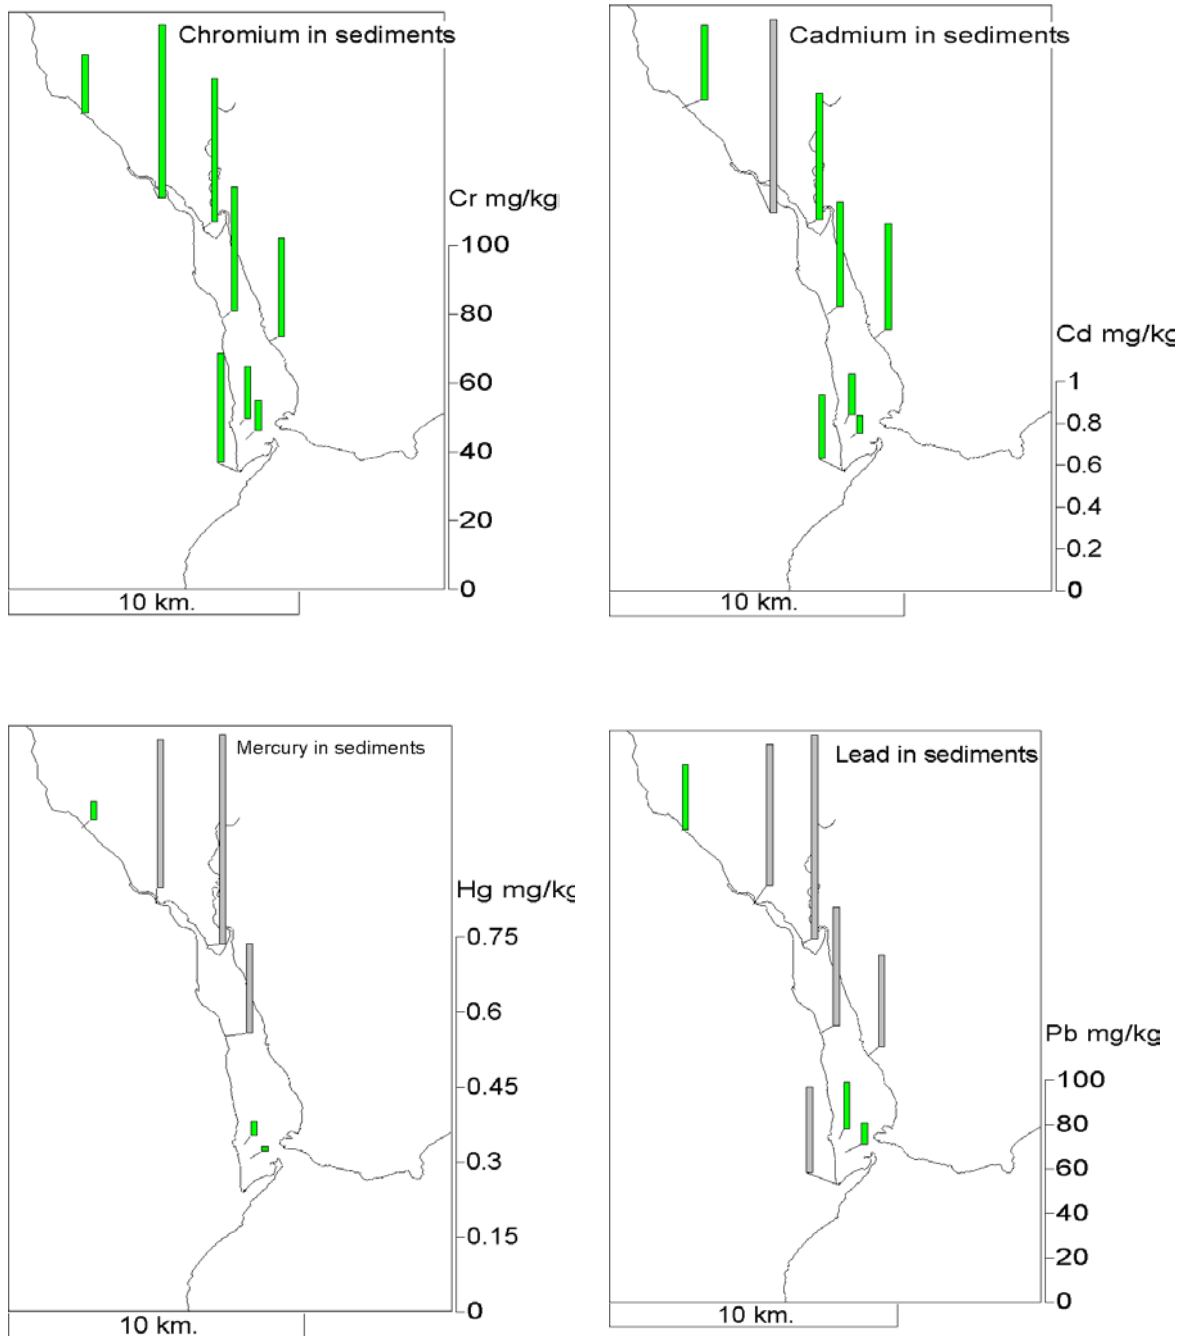 Chromium in sediments
Cr mg/kg
100
80
60
40
20
0
10 km.
Cadmium in sediments
Cd mg/kg
1
0.8
0.6
0.4
0.2
0
10 km.
Mercury in sediments
Hg mg/kg
0.75
0.6
0.45
0.3
0.15
0
10 km.
Lead in sediments
Pb mg/kg
100
80
60
40
20
0
10 km.